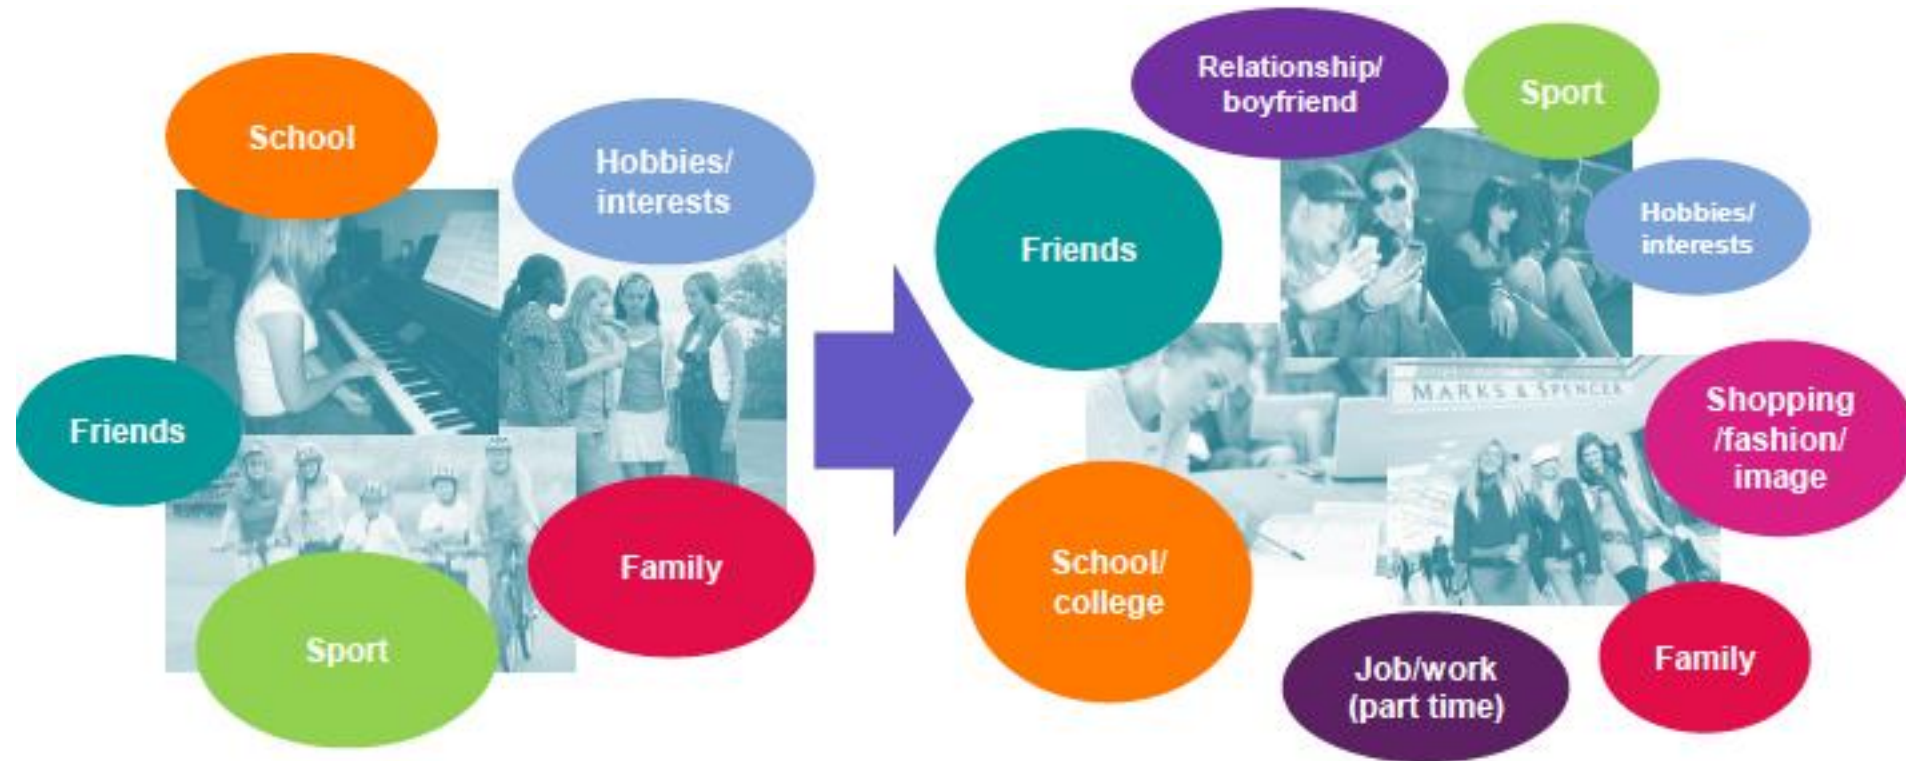 School
Hobbies/
interests
Friends
Family
Sport
Relationship/
boyfriend
Sport
Hobbies/
interests
Friends
MARKS & SPENCER
Shopping
/fashion/
image
School/
college
Job/work
(part time)
Family